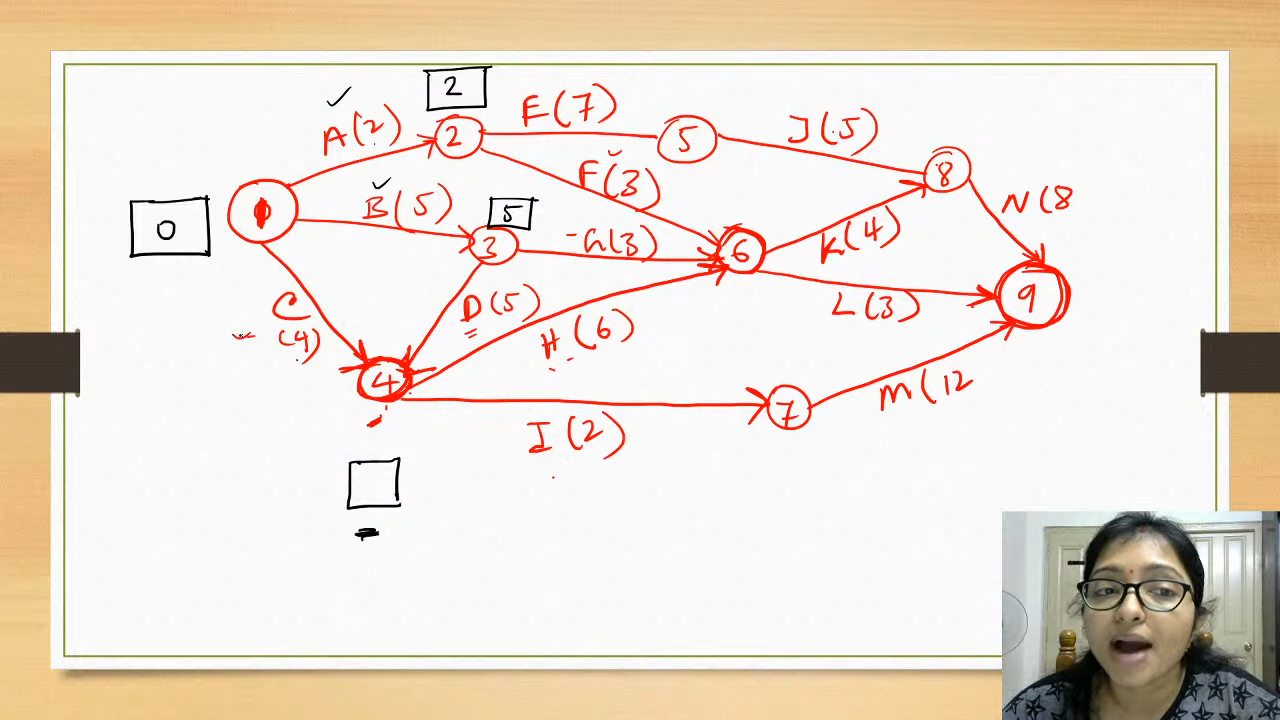 2
A(2)
E(7)
2
5
J(5)
F(3)
8
0
1
B(5)
5
3
G(3)
6
K(4)
N(8
9
C
(4)
D(5)
H(6)
L(3)
4
I(2)
7
M(12